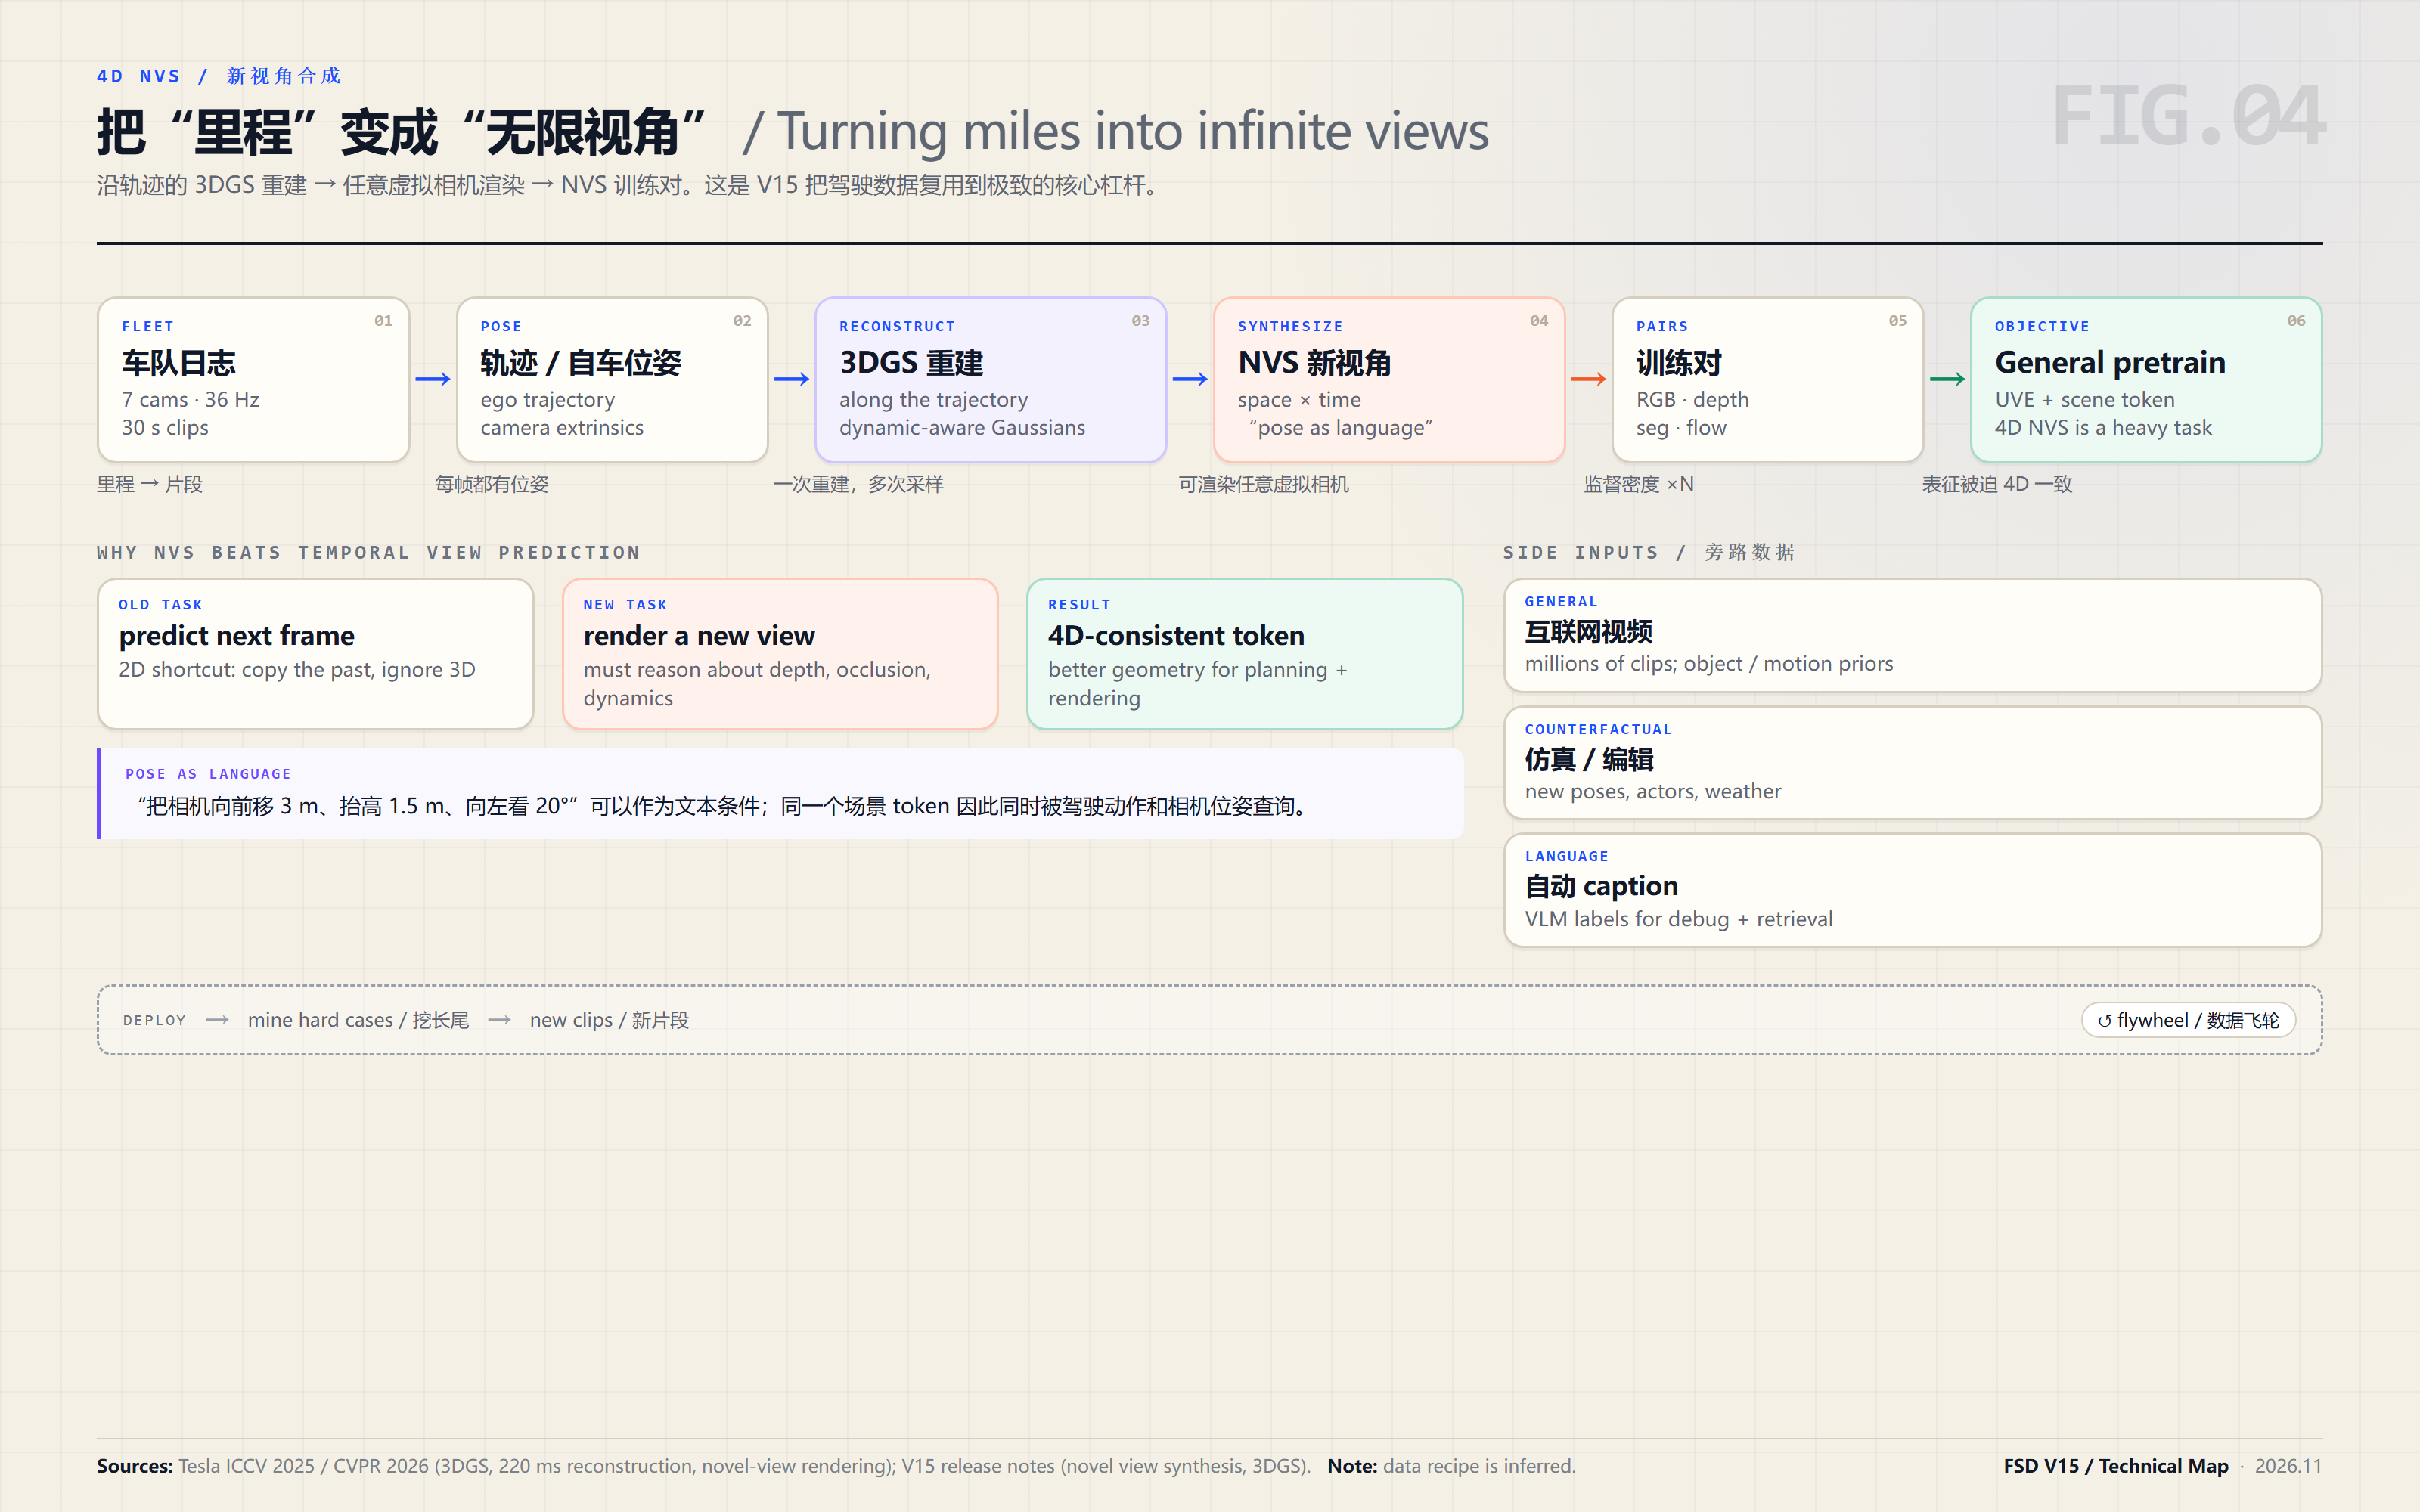 4D NVS / 新视角合成
FIG.04
把“里程”变成“无限视角” / Turning miles into infinite views
沿轨迹的 3DGS 重建 → 任意虚拟相机渲染 → NVS 训练对。这是 V15 把驾驶数据复用到极致的核心杠杆。
FLEET
01
车队日志
7 cams · 36 Hz
30 s clips
→
POSE
02
轨迹 / 自车位姿
ego trajectory
camera extrinsics
→
RECONSTRUCT
03
3DGS 重建
along the trajectory
dynamic-aware Gaussians
→
SYNTHESIZE
04
NVS 新视角
space × time
“pose as language”
→
PAIRS
05
训练对
RGB · depth
seg · flow
→
OBJECTIVE
06
General pretrain
UVE + scene token
4D NVS is a heavy task
里程 → 片段
每帧都有位姿
一次重建，多次采样
可渲染任意虚拟相机
监督密度 ×N
表征被迫 4D 一致
WHY NVS BEATS TEMPORAL VIEW PREDICTION
OLD TASK
predict next frame
2D shortcut: copy the past, ignore 3D
NEW TASK
render a new view
must reason about depth, occlusion,
dynamics
RESULT
4D-consistent token
better geometry for planning +
rendering
POSE AS LANGUAGE
“把相机向前移 3 m、抬高 1.5 m、向左看 20°”可以作为文本条件；同一个场景 token 因此同时被驾驶动作和相机位姿查询。
SIDE INPUTS / 旁路数据
GENERAL
互联网视频
millions of clips; object / motion priors
COUNTERFACTUAL
仿真 / 编辑
new poses, actors, weather
LANGUAGE
自动 caption
VLM labels for debug + retrieval
DEPLOY → mine hard cases / 挖长尾 → new clips / 新片段
↺ flywheel / 数据飞轮
Sources: Tesla ICCV 2025 / CVPR 2026 (3DGS, 220 ms reconstruction, novel-view rendering); V15 release notes (novel view synthesis, 3DGS). Note: data recipe is inferred.
FSD V15 / Technical Map · 2026.11